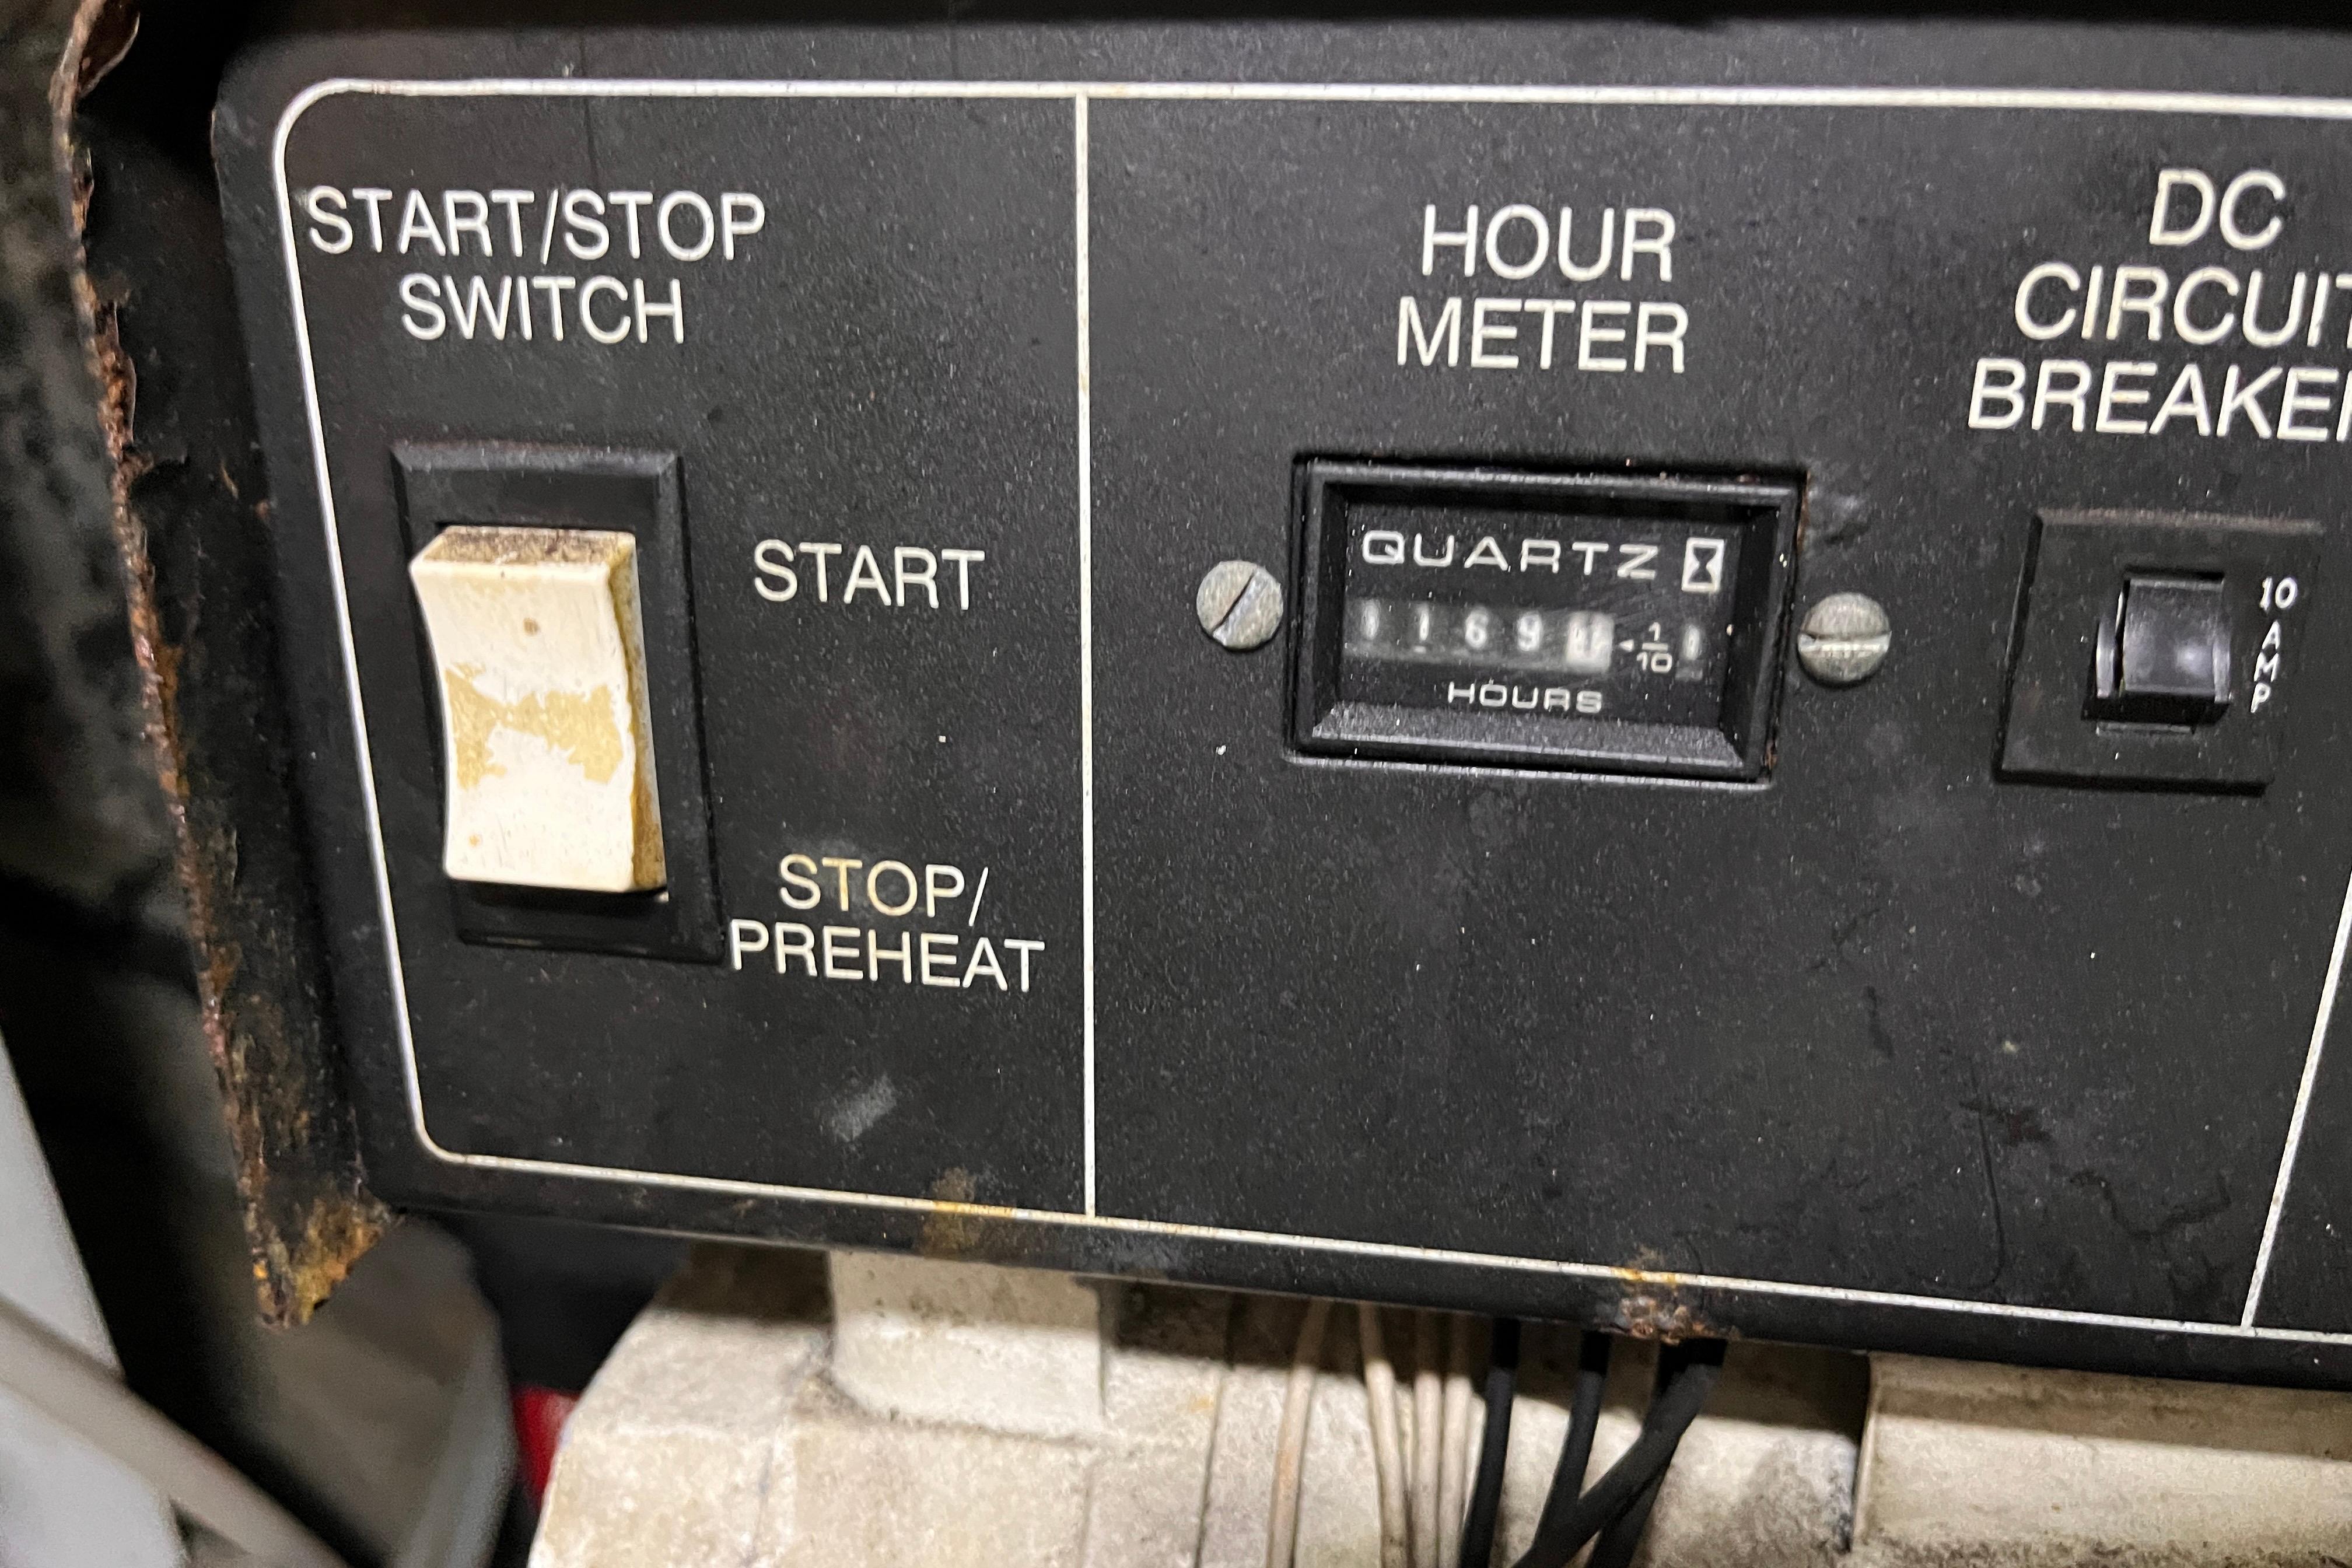 START/STOP
SWITCH
START
STOP/
PREHEAT
HOUR
METER
QUARTZ
1/10
HOURS
DC
CIRCUIT
BREAKER
10
AMP